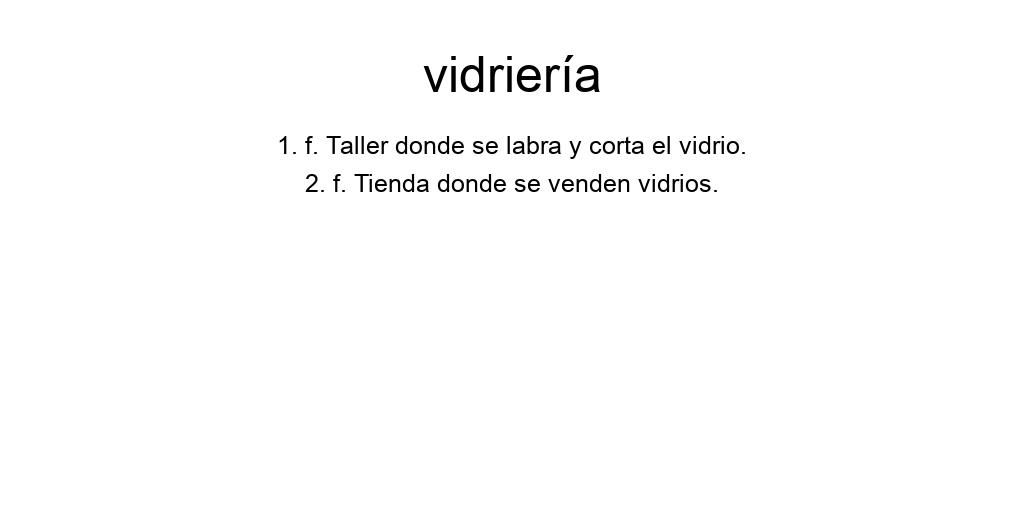 vidriería
1. f. Taller donde se labra y corta el vidrio.
2. f. Tienda donde se venden vidrios.